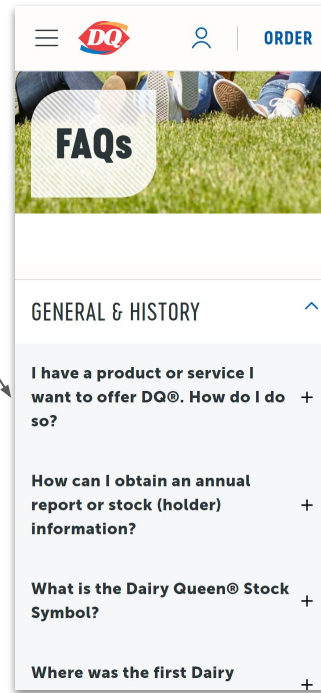 DQ
ORDER
FAQs
GENERAL & HISTORY
I have a product or service I
want to offer DQ®. How do I do
so?
How can I obtain an annual
report or stock (holder)
information?
What is the Dairy Queen® Stock
Symbol?
Where was the first Dairy